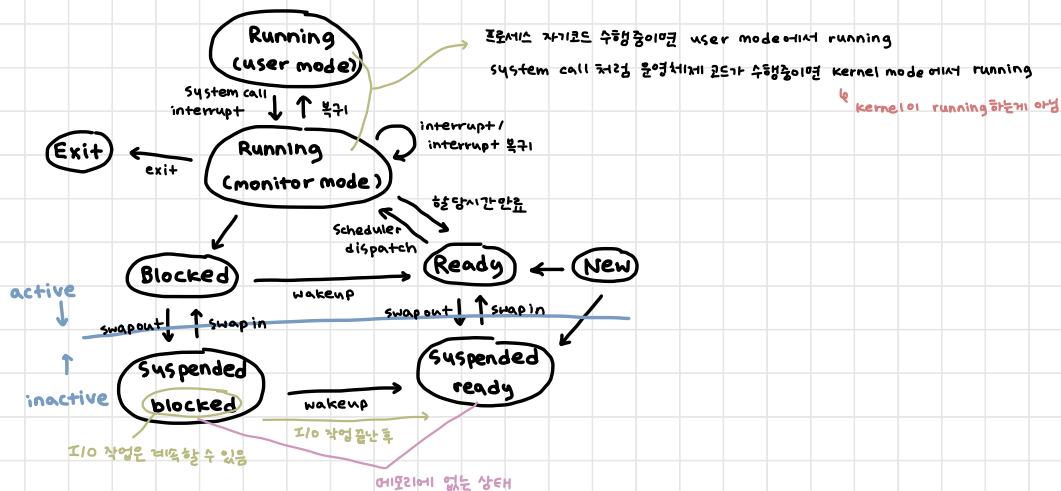 Running
(user mode)
프로세스 자기코드 수행중이면 user mode에서 running
system call 처럼 운영체제 코드가 수행중이면 kernel mode에서 running
kernel이 running하는게 아님
system call
interrupt
복귀
Running
(monitor mode)
interrupt/
interrupt 복귀
Exit
exit
할당시간 만료
scheduler
dispatch
Blocked
wakeup
Ready
New
active
swapout
swap in
swapout
swap in
inactive
Suspended
blocked
wakeup
Suspended
ready
I/O 작업 끝난 후
I/O 작업은 계속할 수 있음
메모리에 없는 상태